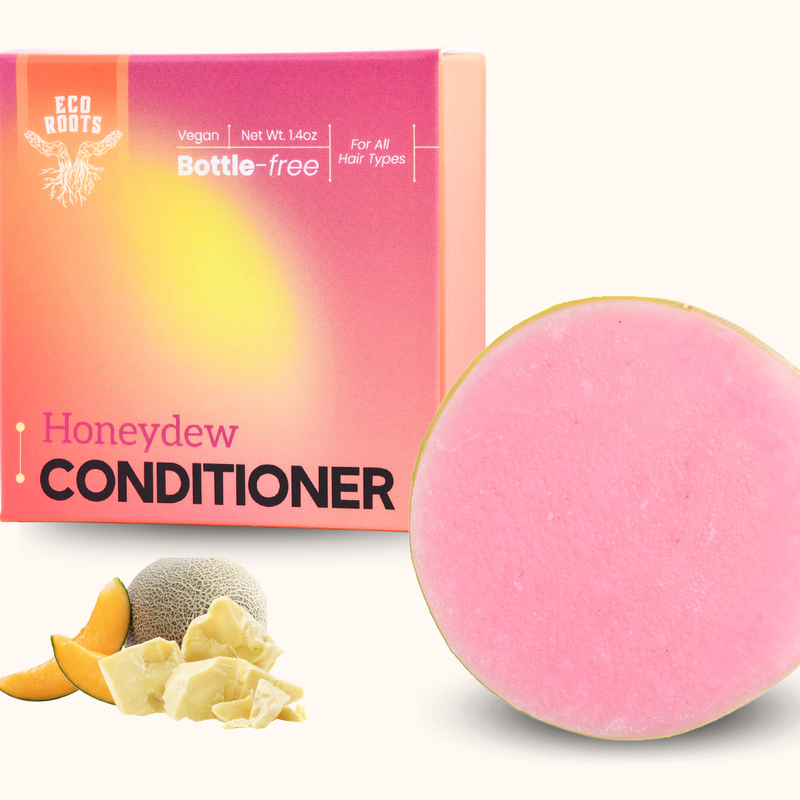 ECO
ROOTS
Vegan
Net Wt. 1.4oz
Bottle-free
For All
Hair Types
Honeydew
CONDITIONER